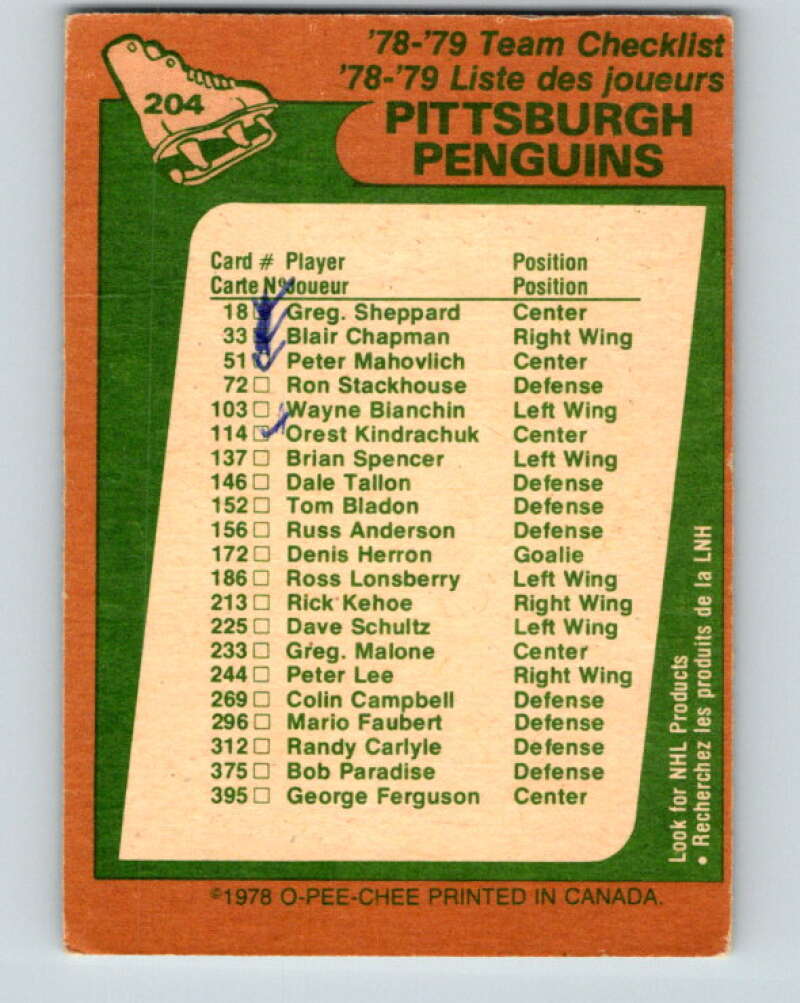 204
'78-'79 Team Checklist
'78-'79 Liste des joueurs
PITTSBURGH
PENGUINS
Card # Player Position
Carte No Joueur Position
18 Greg. Sheppard Center
33 Blair Chapman Right Wing
51 Peter Mahovlich Center
72 □ Ron Stackhouse Defense
103 □ Wayne Bianchin Left Wing
114 □ Orest Kindrachuk Center
137 □ Brian Spencer Left Wing
146 □ Dale Tallon Defense
152 □ Tom Bladon Defense
156 □ Russ Anderson Defense
172 □ Denis Herron Goalie
186 □ Ross Lonsberry Left Wing
213 □ Rick Kehoe Right Wing
225 □ Dave Schultz Left Wing
233 □ Greg. Malone Center
244 □ Peter Lee Right Wing
269 □ Colin Campbell Defense
296 □ Mario Faubert Defense
312 □ Randy Carlyle Defense
375 □ Bob Paradise Defense
395 □ George Ferguson Center
Look for NHL Products
• Recherchez les produits de la LNH
©1978 O-PEE-CHEE PRINTED IN CANADA.